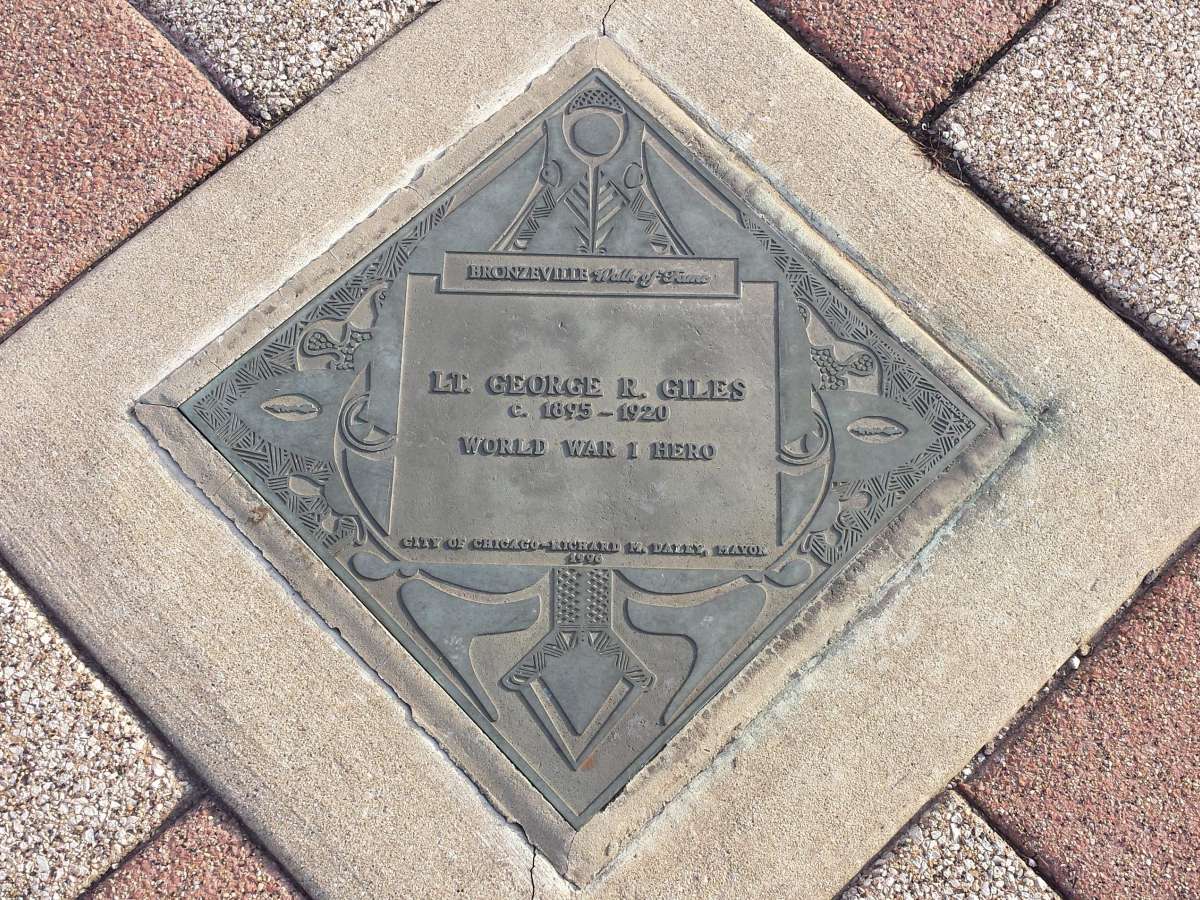 BRONZEVILLE Walk of Fame
LT. GEORGE R. GILES
c. 1895 – 1920
WORLD WAR I HERO
CITY OF CHICAGO–RICHARD M. DALEY, MAYOR
1996